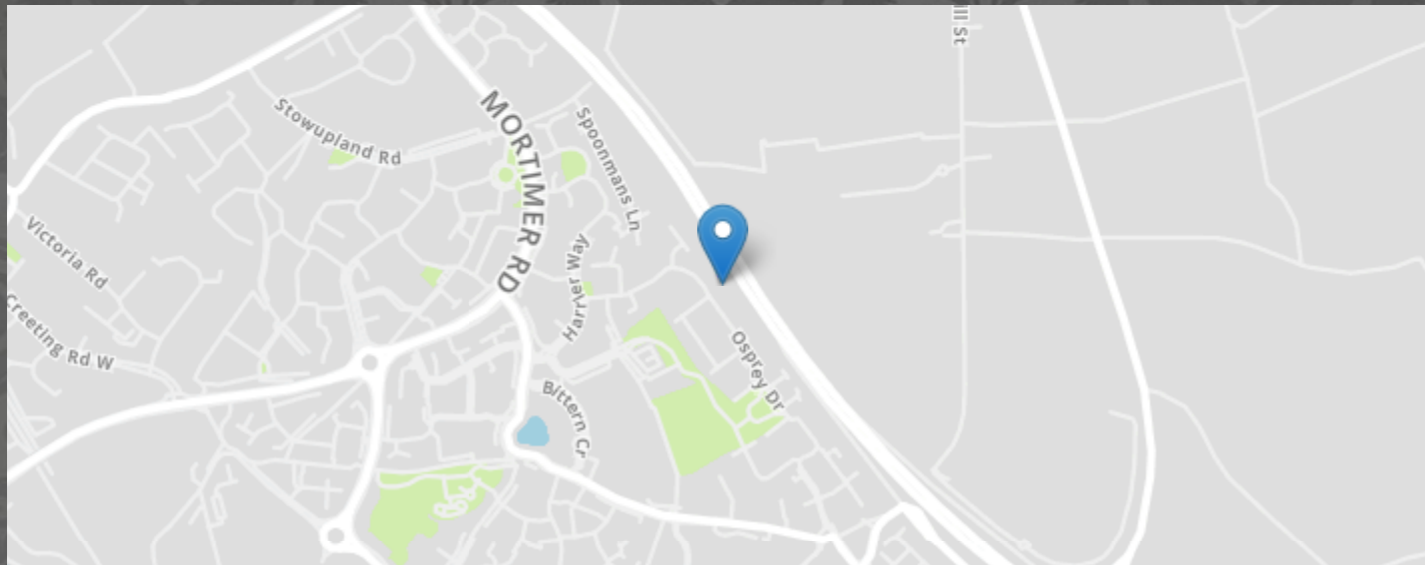 ill St
Stowupland Rd
MORTIMER RD
Spoonmans Ln
Victoria Rd
Harrier Way
Creeting Rd W
Osprey Dr
Bittern Cr